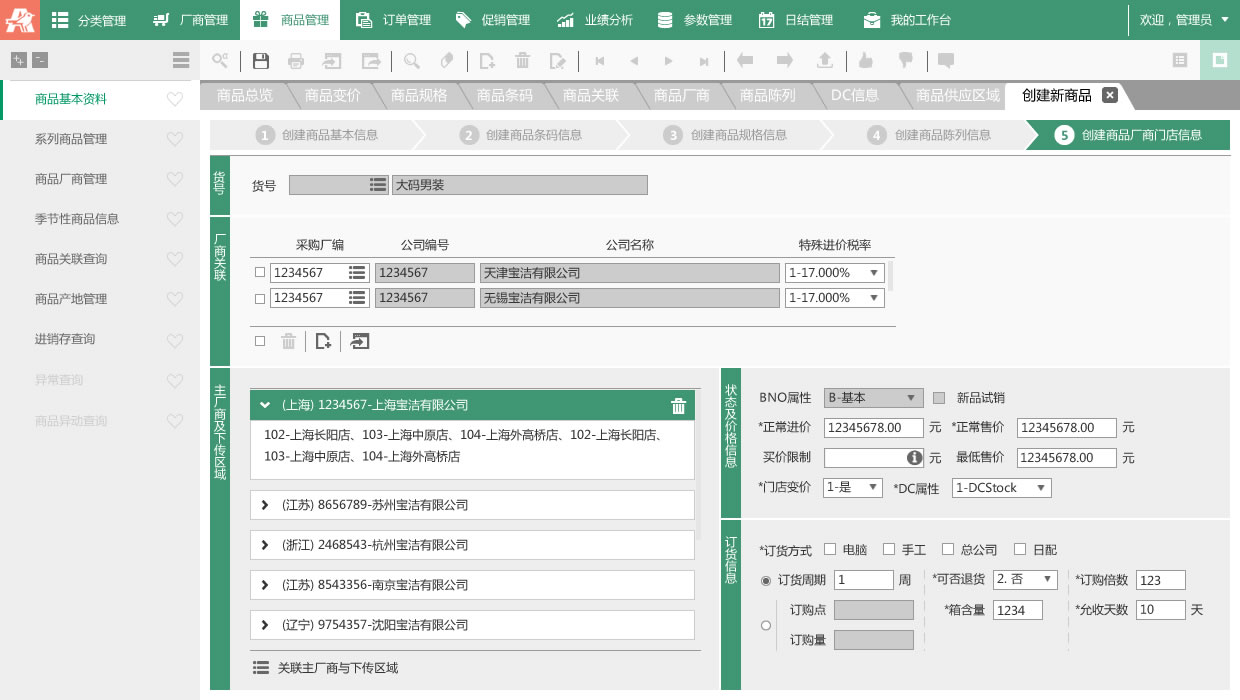 分类管理 厂商管理 商品管理 订单管理 促销管理 业绩分析 参数管理 日结管理 我的工作台 欢迎，管理员
商品总览 商品变价 商品规格 商品条码 商品关联 商品厂商 商品陈列 DC信息 商品供应区域 创建新商品
商品基本资料
系列商品管理
商品厂商管理
季节性商品信息
商品关联查询
商品产地管理
进销存查询
异常查询
商品异动查询
1 创建商品基本信息 2 创建商品条码信息 3 创建商品规格信息 4 创建商品陈列信息 5 创建商品厂商门店信息
货号
货号 大码男装
厂商关联
采购厂编 公司编号 公司名称 特殊进价税率
1234567 1234567 天津宝洁有限公司 1-17.000%
1234567 1234567 无锡宝洁有限公司 1-17.000%
主厂商及下传区域
(上海) 1234567-上海宝洁有限公司
102-上海长阳店、103-上海中原店、104-上海外高桥店、102-上海长阳店、
103-上海中原店、104-上海外高桥店
(江苏) 8656789-苏州宝洁有限公司
(浙江) 2468543-杭州宝洁有限公司
(江苏) 8543356-南京宝洁有限公司
(辽宁) 9754357-沈阳宝洁有限公司
关联主厂商与下传区域
状态及价格信息
BNO属性 B-基本 新品试销
*正常进价 12345678.00 元 *正常售价 12345678.00 元
买价限制 元 最低售价 12345678.00 元
*门店变价 1-是 *DC属性 1-DCStock
订货信息
*订货方式 电脑 手工 总公司 日配
订货周期 1 周 *可否退货 2. 否 *订购倍数 123
订购点 *箱含量 1234 *允收天数 10 天
订购量